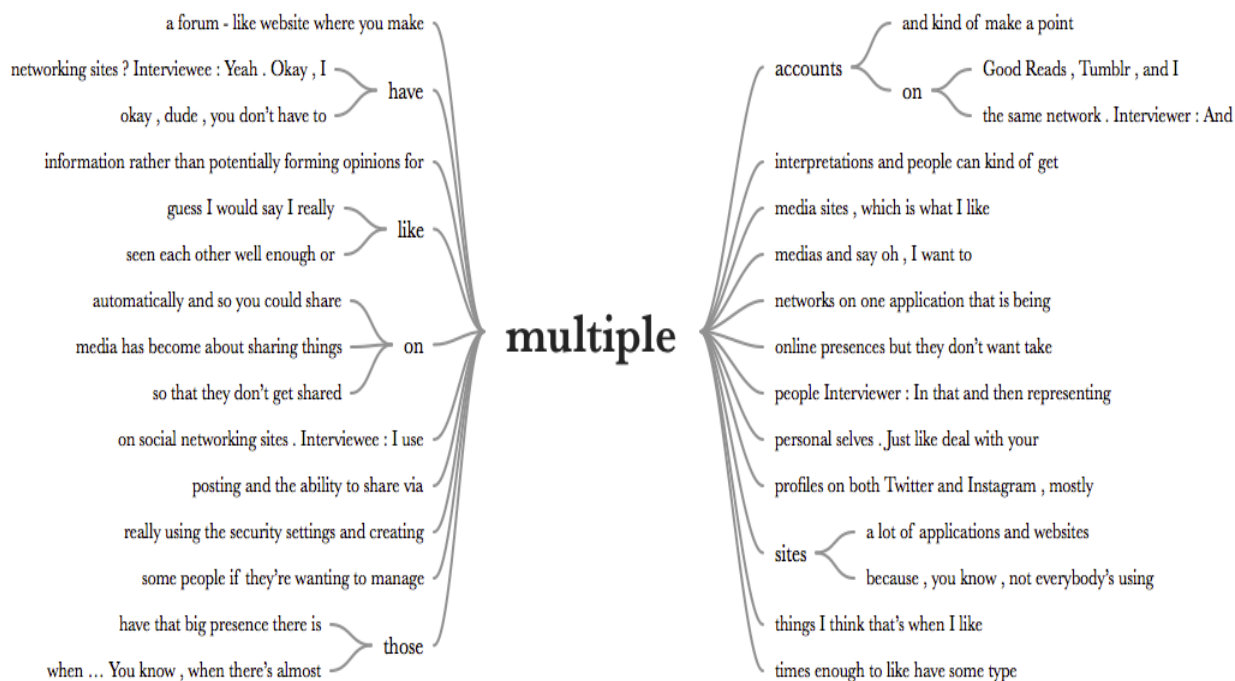 a forum - like website where you make
networking sites ? Interviewee : Yeah . Okay , I
have
okay , dude , you don't have to
information rather than potentially forming opinions for
guess I would say I really
like
seen each other well enough or
automatically and so you could share
media has become about sharing things
on
so that they don't get shared
on social networking sites . Interviewee : I use
posting and the ability to share via
really using the security settings and creating
some people if they're wanting to manage
have that big presence there is
those
when ... You know , when there's almost
multiple
and kind of make a point
accounts
Good Reads , Tumblr , and I
on
the same network . Interviewer : And
interpretations and people can kind of get
media sites , which is what I like
medias and say oh , I want to
networks on one application that is being
online presences but they don't want take
people Interviewer : In that and then representing
personal selves . Just like deal with your
profiles on both Twitter and Instagram , mostly
a lot of applications and websites
sites
because , you know , not everybody's using
things I think that's when I like
times enough to like have some type